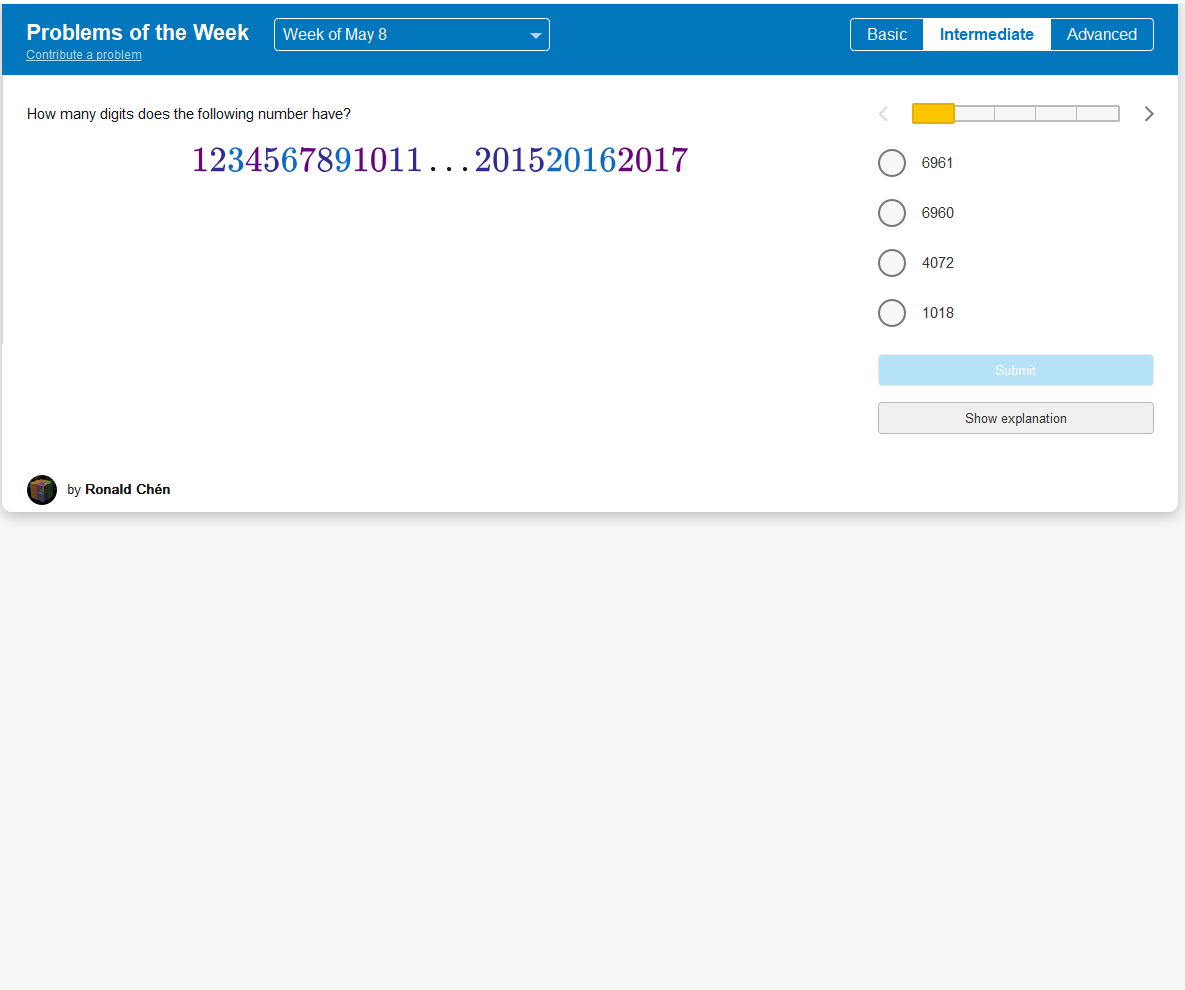 Problems of the Week
Week of May 8
Basic
Intermediate
Advanced
Contribute a problem
How many digits does the following number have?
1234567891011...201520162017
6961
6960
4072
1018
Submit
Show explanation
by Ronald Chén